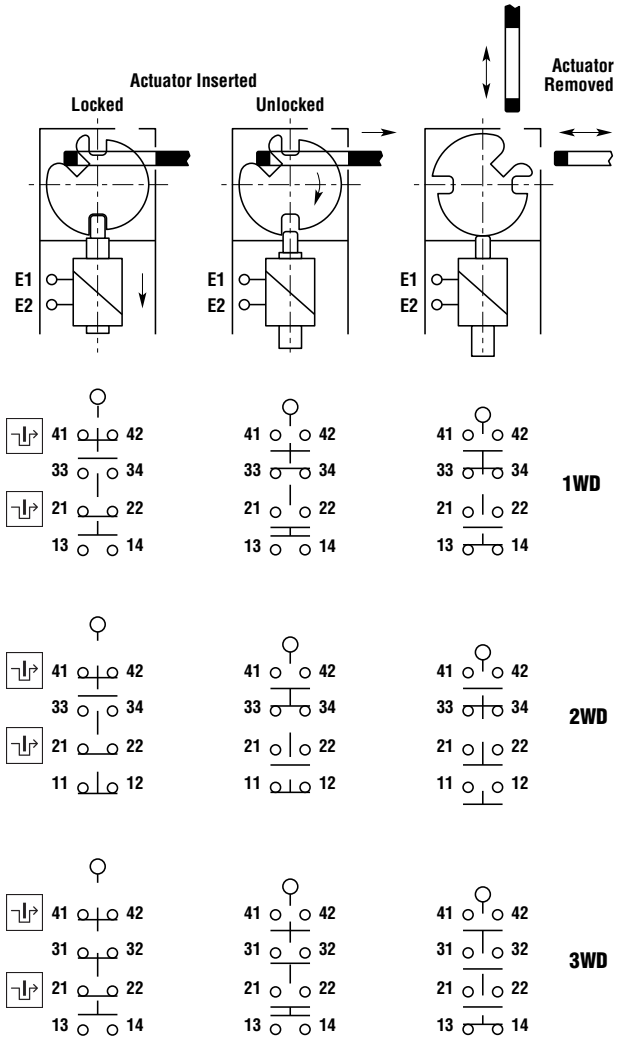 Actuator Inserted
Actuator
Removed
Locked
Unlocked
E1 E1 E1
E2 E2 E2
41 42 41 42 41 42
33 34 33 34 33 34
1WD
21 22 21 22 21 22
13 14 13 14 13 14
41 42 41 42 41 42
33 34 33 34 33 34
2WD
21 22 21 22 21 22
11 12 11 12 11 12
41 42 41 42 41 42
31 32 31 32 31 32
3WD
21 22 21 22 21 22
13 14 13 14 13 14